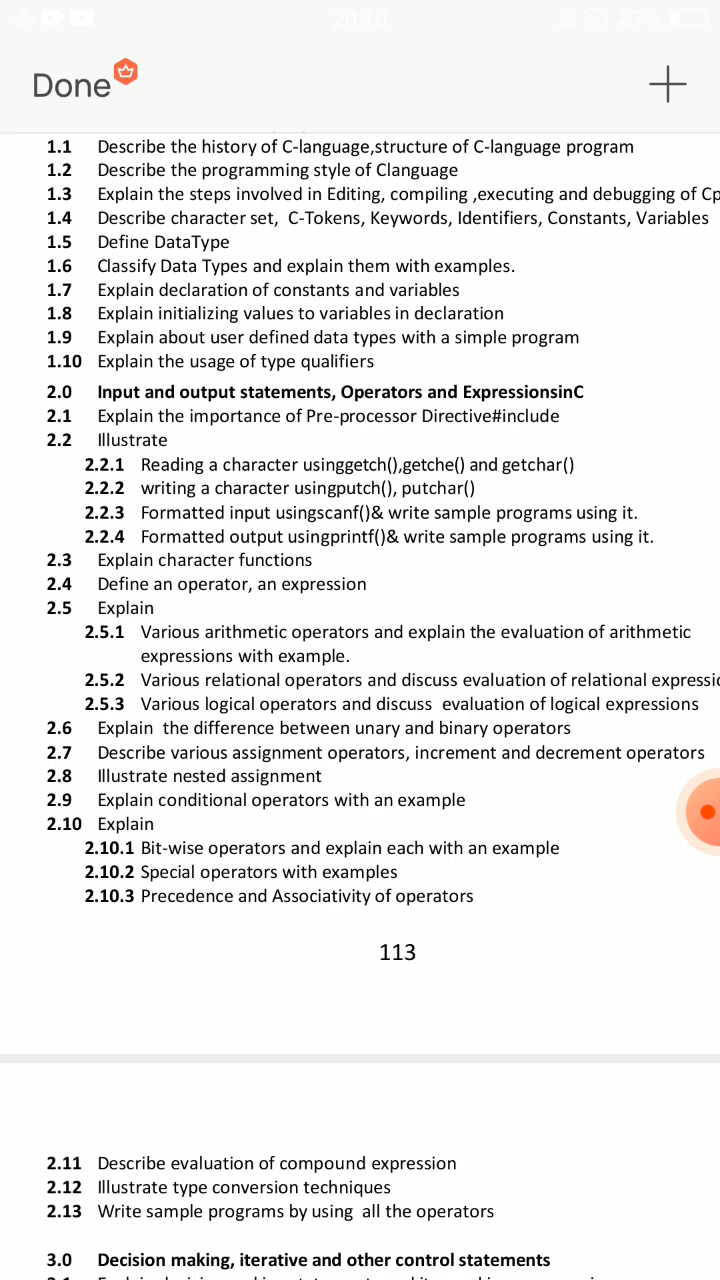 20:10
23%
Done
1.1 Describe the history of C-language,structure of C-language program
1.2 Describe the programming style of Clanguage
1.3 Explain the steps involved in Editing, compiling ,executing and debugging of Cp
1.4 Describe character set, C-Tokens, Keywords, Identifiers, Constants, Variables
1.5 Define DataType
1.6 Classify Data Types and explain them with examples.
1.7 Explain declaration of constants and variables
1.8 Explain initializing values to variables in declaration
1.9 Explain about user defined data types with a simple program
1.10 Explain the usage of type qualifiers
2.0 Input and output statements, Operators and ExpressionsinC
2.1 Explain the importance of Pre-processor Directive#include
2.2 Illustrate
2.2.1 Reading a character usinggetch(),getche() and getchar()
2.2.2 writing a character usingputch(), putchar()
2.2.3 Formatted input usingscanf()& write sample programs using it.
2.2.4 Formatted output usingprintf()& write sample programs using it.
2.3 Explain character functions
2.4 Define an operator, an expression
2.5 Explain
2.5.1 Various arithmetic operators and explain the evaluation of arithmetic
expressions with example.
2.5.2 Various relational operators and discuss evaluation of relational expressic
2.5.3 Various logical operators and discuss evaluation of logical expressions
2.6 Explain the difference between unary and binary operators
2.7 Describe various assignment operators, increment and decrement operators
2.8 Illustrate nested assignment
2.9 Explain conditional operators with an example
2.10 Explain
2.10.1 Bit-wise operators and explain each with an example
2.10.2 Special operators with examples
2.10.3 Precedence and Associativity of operators
113
2.11 Describe evaluation of compound expression
2.12 Illustrate type conversion techniques
2.13 Write sample programs by using all the operators
3.0 Decision making, iterative and other control statements